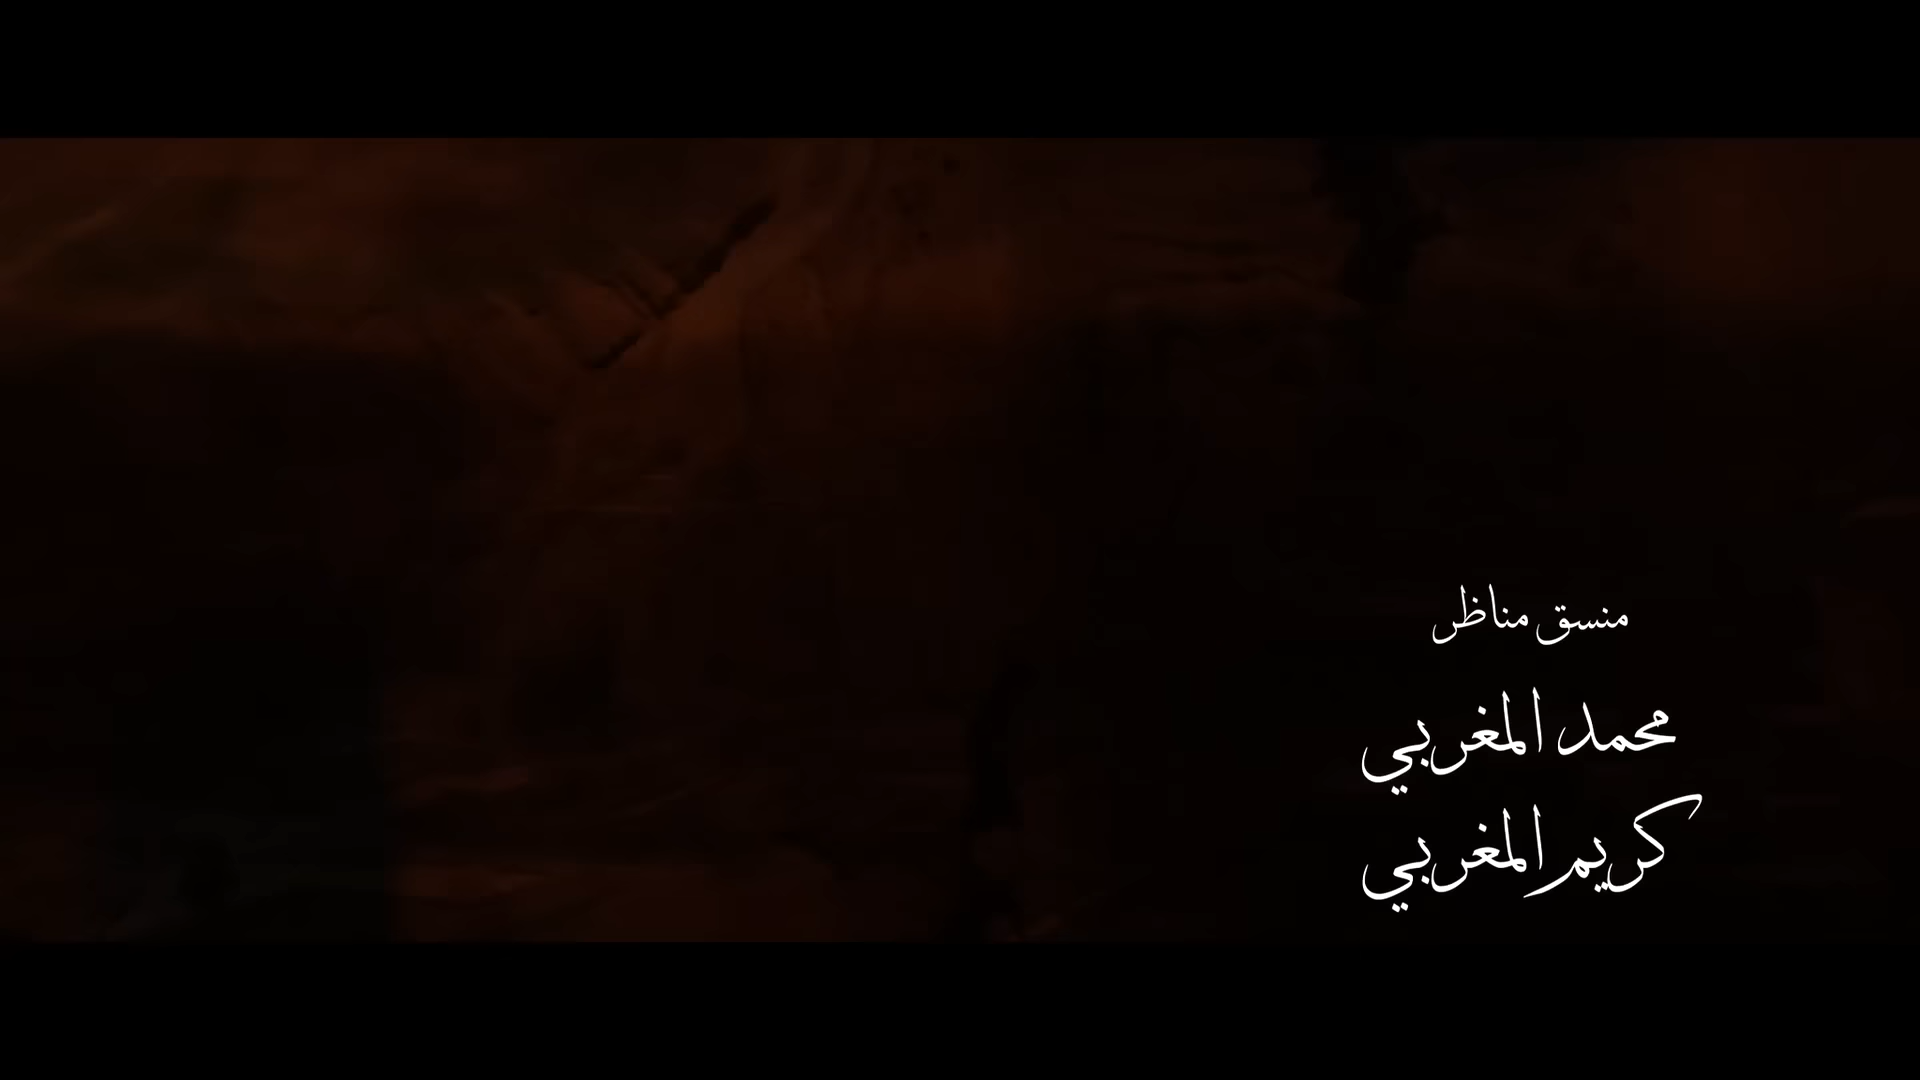 منسق مناظر
محمد المغربي
كريم المغربي